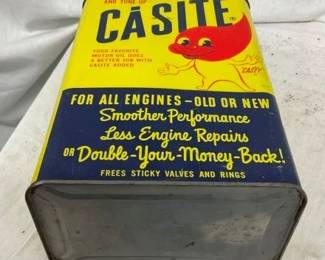 AND TUNE UP
CASITE®
YOUR FAVORITE
MOTOR OIL DOES
A BETTER JOB WITH
CASITE ADDED
"CASEY"
FOR ALL ENGINES-OLD OR NEW
Smoother Performance
Less Engine Repairs
OR Double-Your-Money-Back!
FREES STICKY VALVES AND RINGS